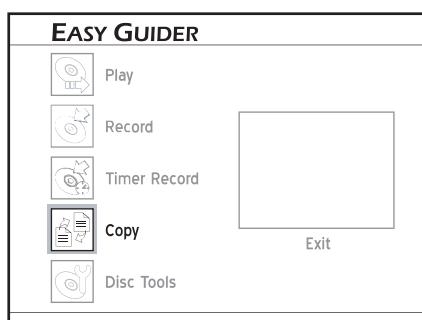 EASY GUIDER
Play
Record
Timer Record
Copy
Exit
Disc Tools